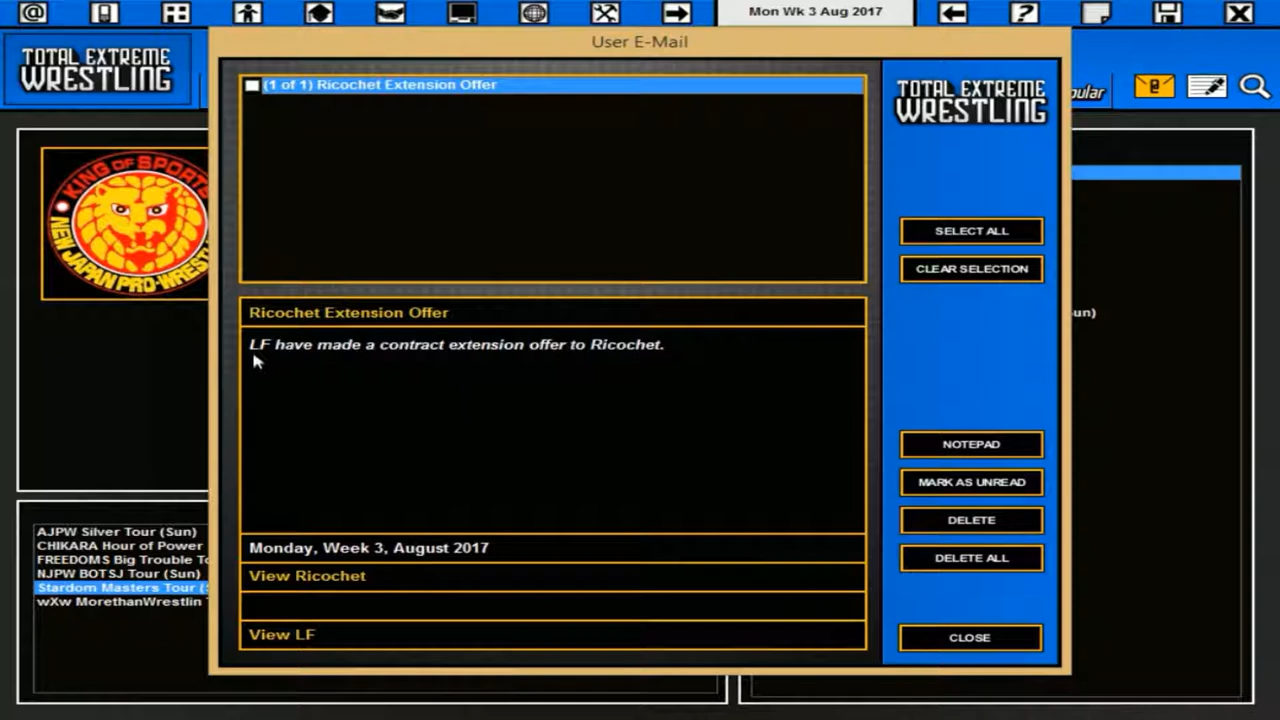 Mon Wk 3 Aug 2017
User E-Mail
TOTAL EXTREME
WRESTLING
(1 of 1) Ricochet Extension Offer
TOTAL EXTREME
WRESTLING
pular
KING OF SPORTS
NEW JAPAN PRO-WREST
SELECT ALL
CLEAR SELECTION
Ricochet Extension Offer
un)
LF have made a contract extension offer to Ricochet.
NOTEPAD
MARK AS UNREAD
DELETE
DELETE ALL
AJPW Silver Tour (Sun)
CHIKARA Hour of Power
FREEDOMS Big Trouble To
NJPW BOTSJ Tour (Sun)
Stardom Masters Tour (S
wXw MorethanWrestlin T
Monday, Week 3, August 2017
View Ricochet
View LF
CLOSE